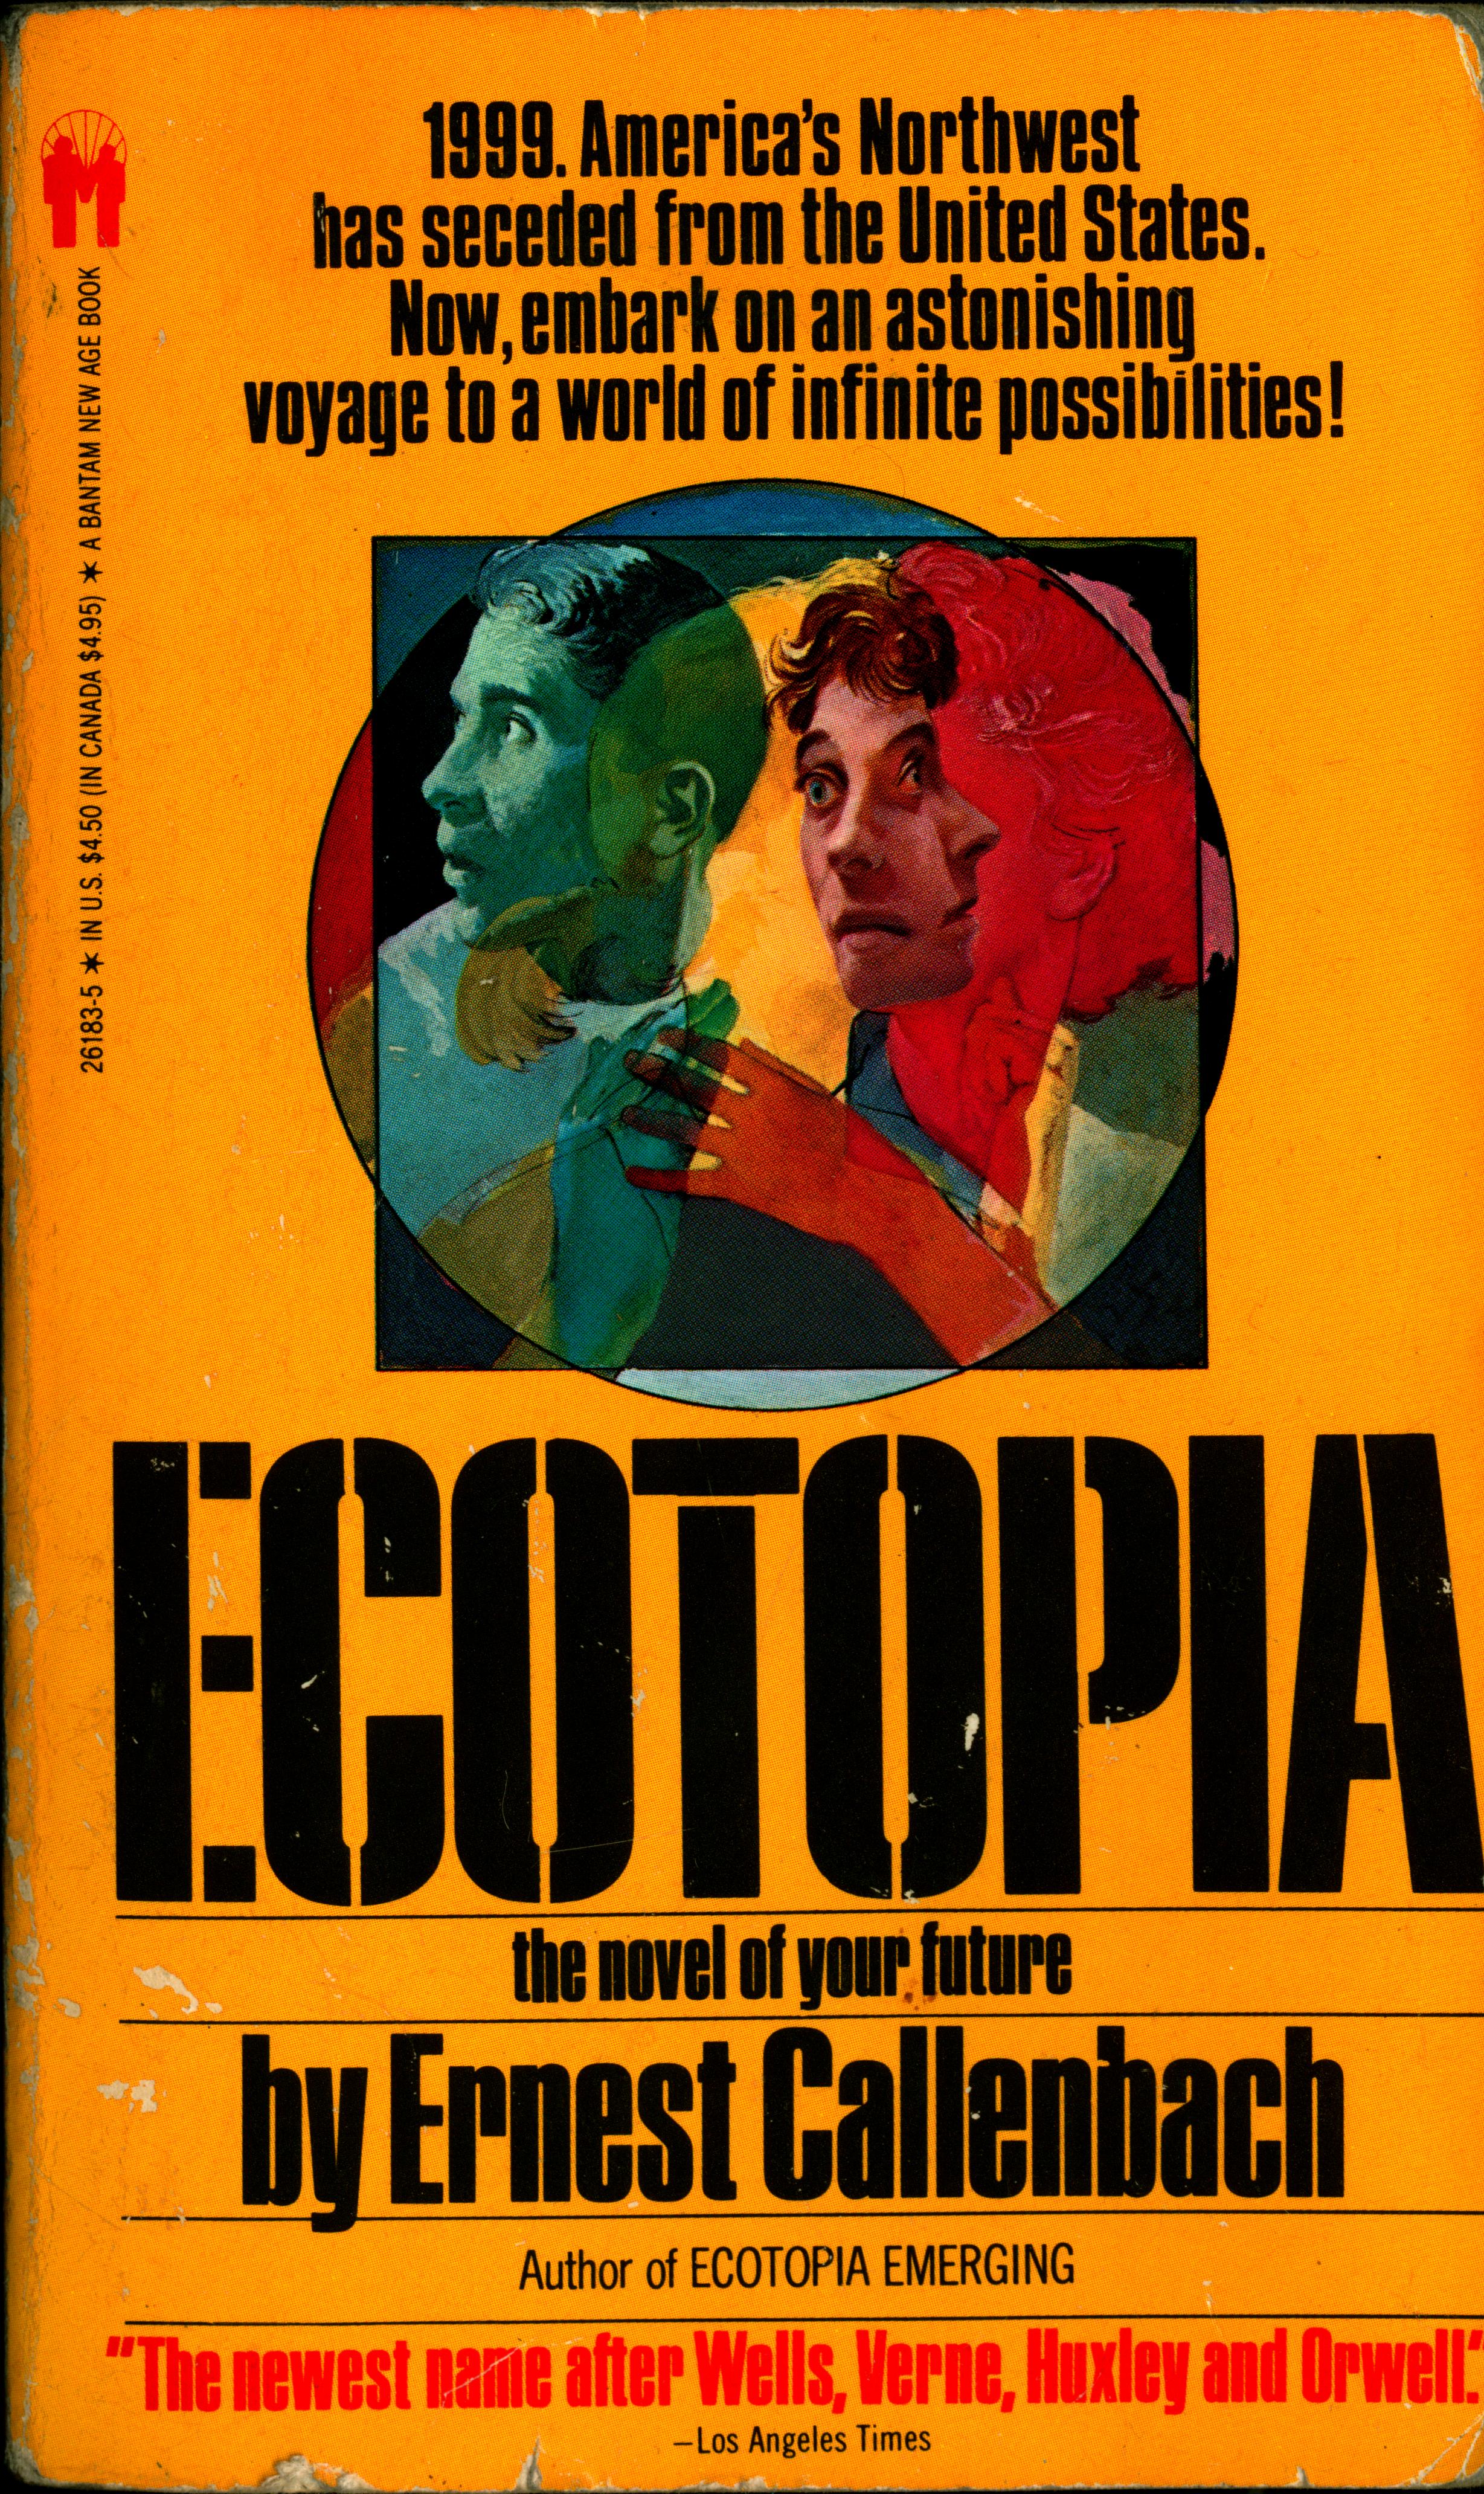 1999. America's Northwest
has seceded from the United States.
Now, embark on an astonishing
voyage to a world of infinite possibilities!
26183-5 ★ IN U.S. $4.50 (IN CANADA $4.95) ★ A BANTAM NEW AGE BOOK
ECOTOPIA
the novel of your future
by Ernest Callenbach
Author of ECOTOPIA EMERGING
"The newest name after Wells, Verne, Huxley and Orwell."
—Los Angeles Times